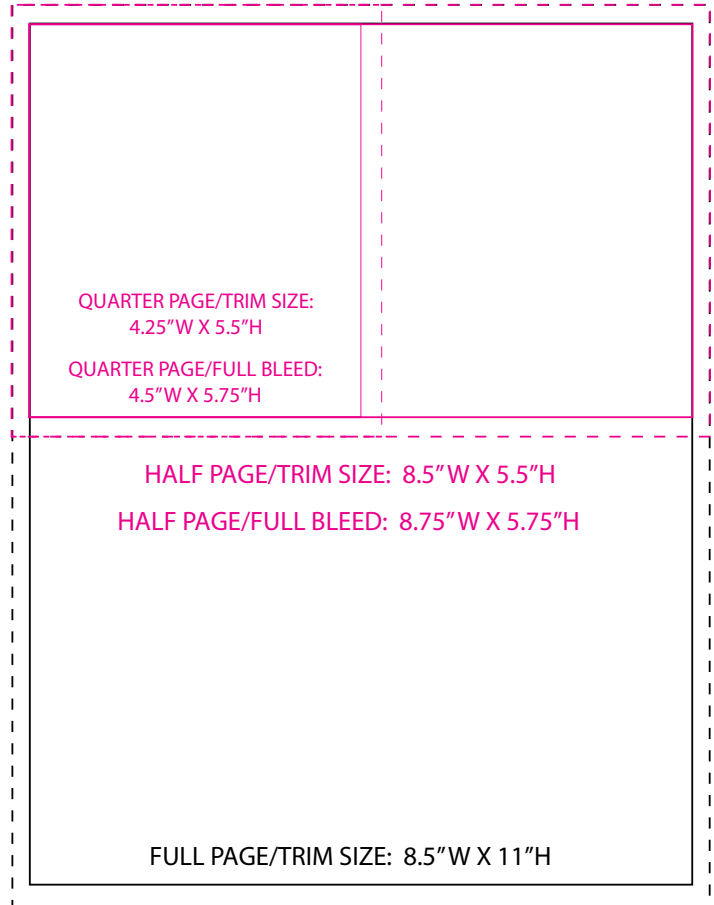 QUARTER PAGE/TRIM SIZE:
4.25”W X 5.5”H
QUARTER PAGE/FULL BLEED:
4.5”W X 5.75”H
HALF PAGE/TRIM SIZE: 8.5”W X 5.5”H
HALF PAGE/FULL BLEED: 8.75”W X 5.75”H
FULL PAGE/TRIM SIZE: 8.5”W X 11”H